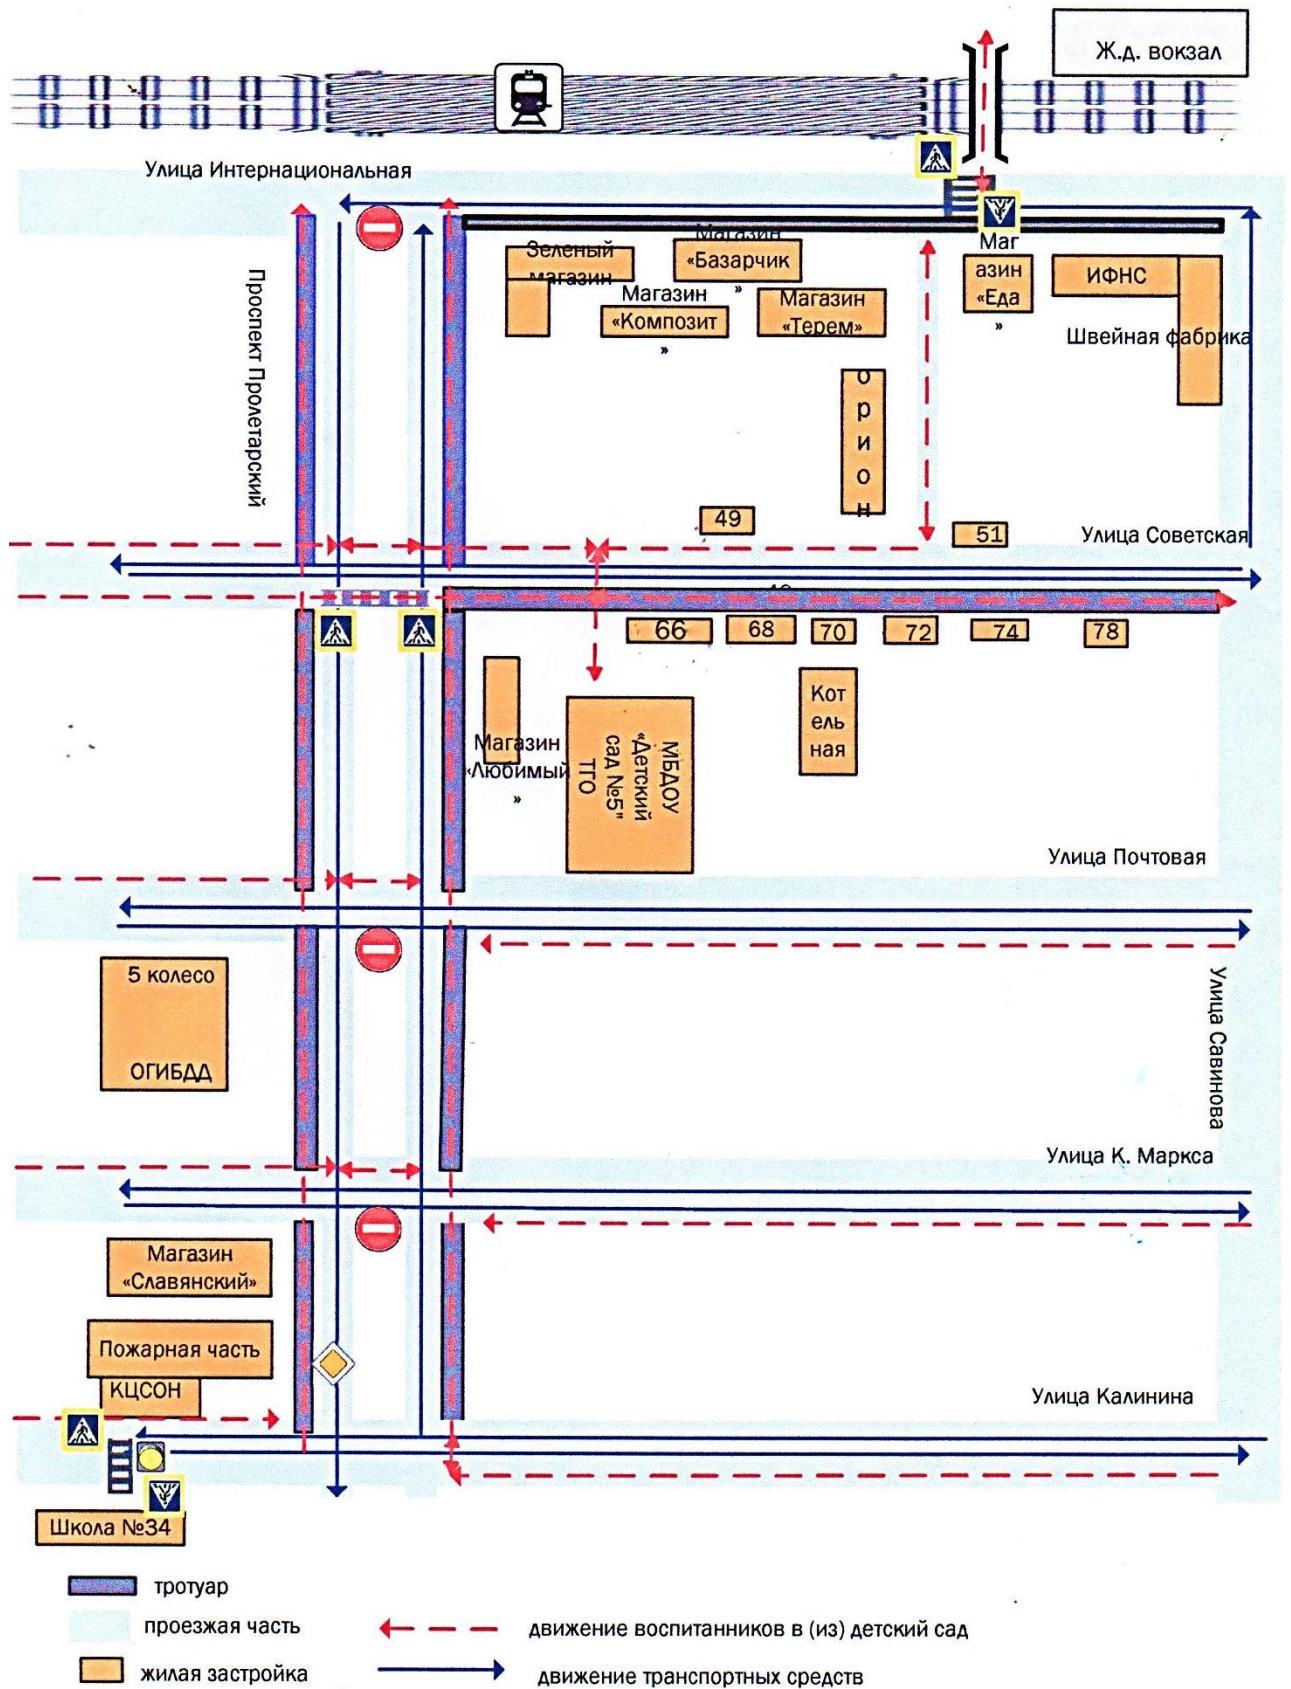 Ж.д. вокзал
Улица Интернациональная
Проспект Пролетарский
Зеленый
магазин
Магазин
«Базарчик
»
Магазин
«Композит
»
Магазин
«Терем»
Маг
азин
«Еда
»
ИФНС
Швейная фабрика
о
р
и
о
н
49
51
Улица Советская
66
68
70
72
74
78
Магазин
«Любимый
»
МБДОУ
"Детский
сад №5"
ТГО
Кот
ель
ная
Улица Почтовая
5 колесо
ОГИБДД
Улица Савинова
Улица К. Маркса
Магазин
«Славянский»
Пожарная часть
КЦСОН
Улица Калинина
Школа №34
тротуар
проезжая часть
движение воспитанников в (из) детский сад
жилая застройка
движение транспортных средств